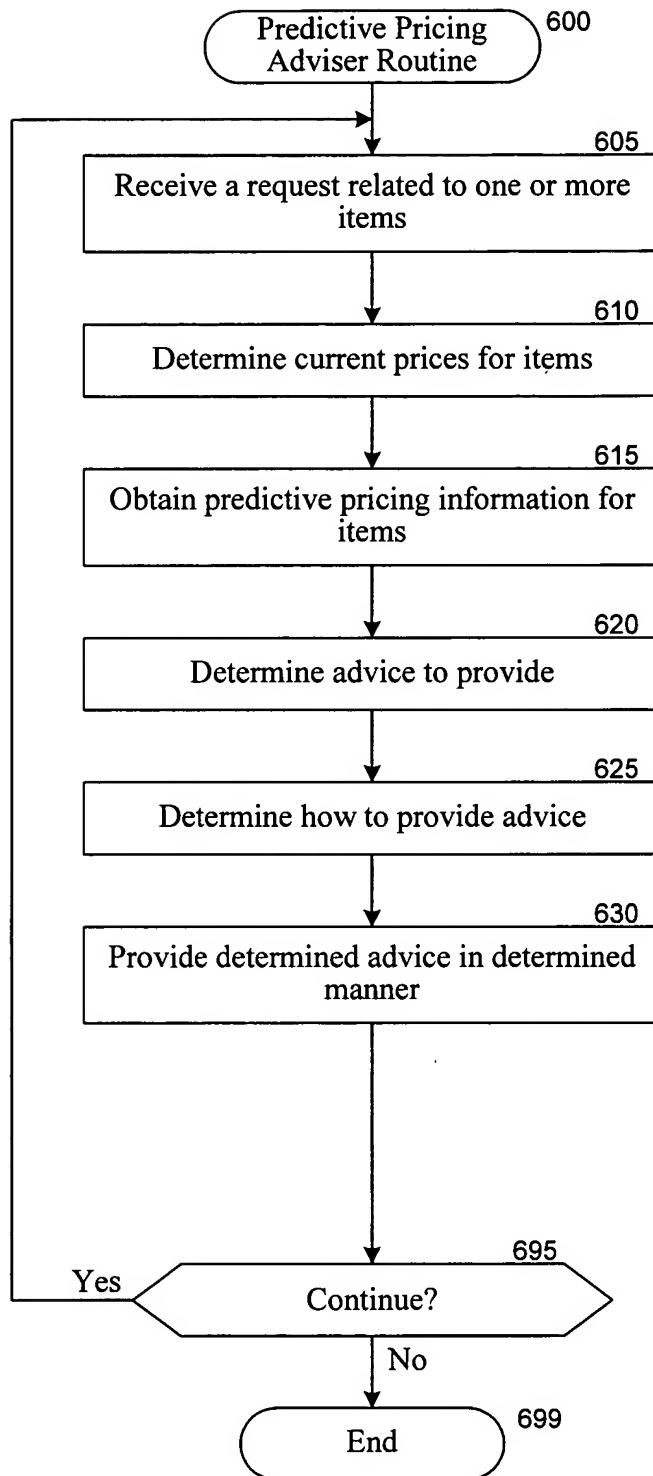 Predictive Pricing
Adviser Routine
600
605
Receive a request related to one or more
items
610
Determine current prices for items
615
Obtain predictive pricing information for
items
620
Determine advice to provide
625
Determine how to provide advice
630
Provide determined advice in determined
manner
695
Yes
Continue?
No
699
End